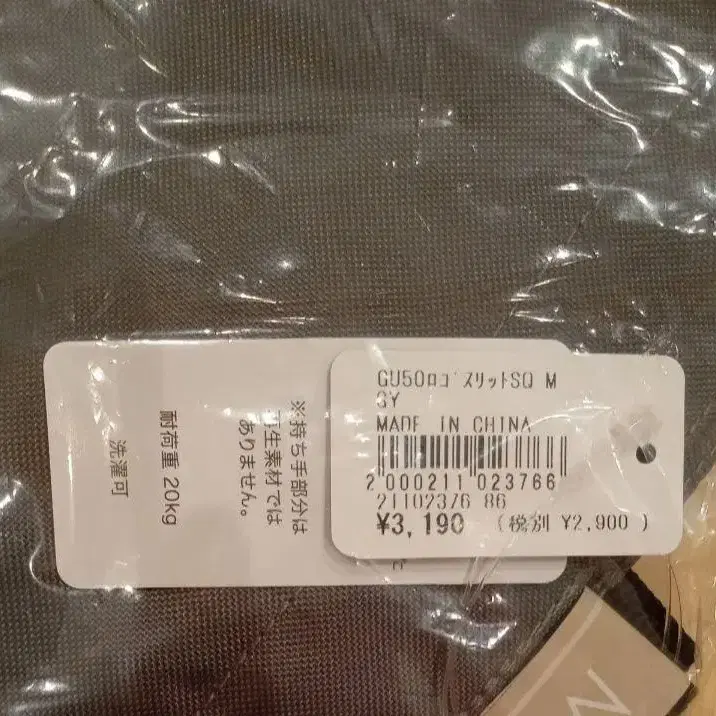 GU50ﾛｺﾞｽﾘｯﾄSQ M
GY
MADE IN CHINA
2 000211 023766
21102376 86
¥3,190 (税別 ¥2,900 )
※持ち手部分は
再生素材では
ありません。
耐荷重 20kg
洗濯可